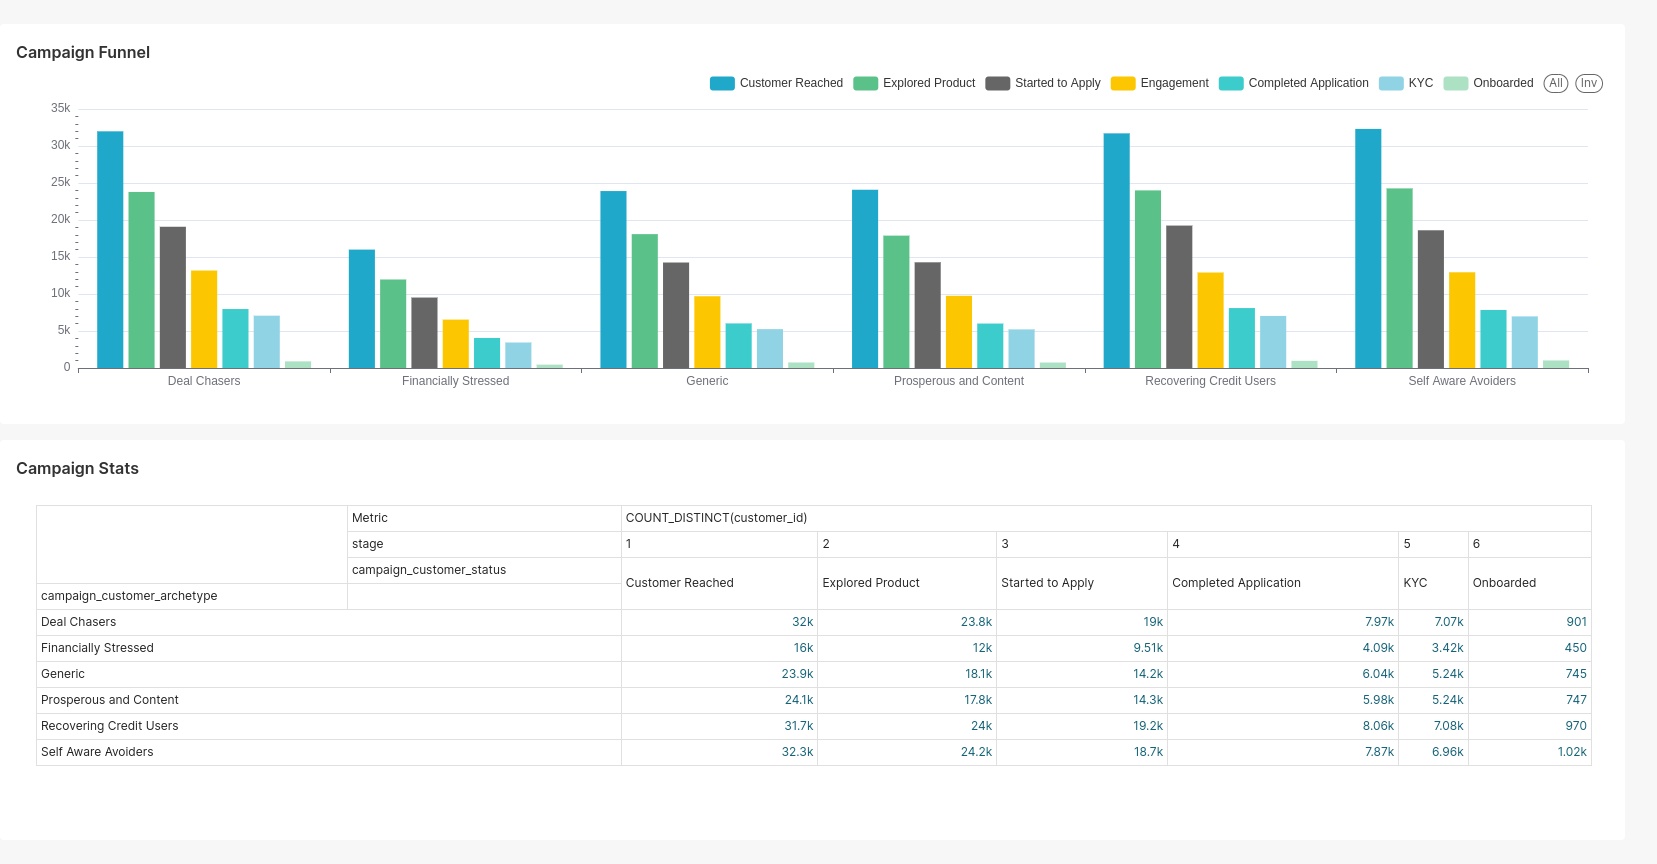 Campaign Funnel
Customer Reached Explored Product Started to Apply Engagement Completed Application KYC Onboarded All Inv
35k
30k
25k
20k
15k
10k
5k
0
Deal Chasers Financially Stressed Generic Prosperous and Content Recovering Credit Users Self Aware Avoiders
Campaign Stats
Metric COUNT_DISTINCT(customer_id)
stage 1 2 3 4 5 6
campaign_customer_status
Customer Reached Explored Product Started to Apply Completed Application KYC Onboarded
campaign_customer_archetype
Deal Chasers 32k 23.8k 19k 7.97k 7.07k 901
Financially Stressed 16k 12k 9.51k 4.09k 3.42k 450
Generic 23.9k 18.1k 14.2k 6.04k 5.24k 745
Prosperous and Content 24.1k 17.8k 14.3k 5.98k 5.24k 747
Recovering Credit Users 31.7k 24k 19.2k 8.06k 7.08k 970
Self Aware Avoiders 32.3k 24.2k 18.7k 7.87k 6.96k 1.02k